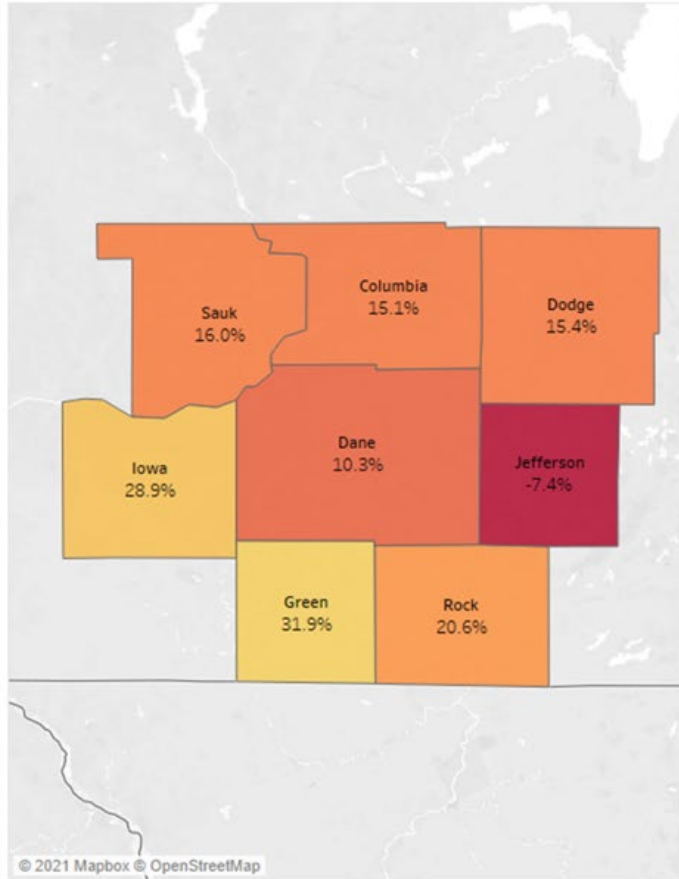 Sauk
16.0%
Columbia
15.1%
Dodge
15.4%
Iowa
28.9%
Dane
10.3%
Jefferson
-7.4%
Green
31.9%
Rock
20.6%
© 2021 Mapbox © OpenStreetMap